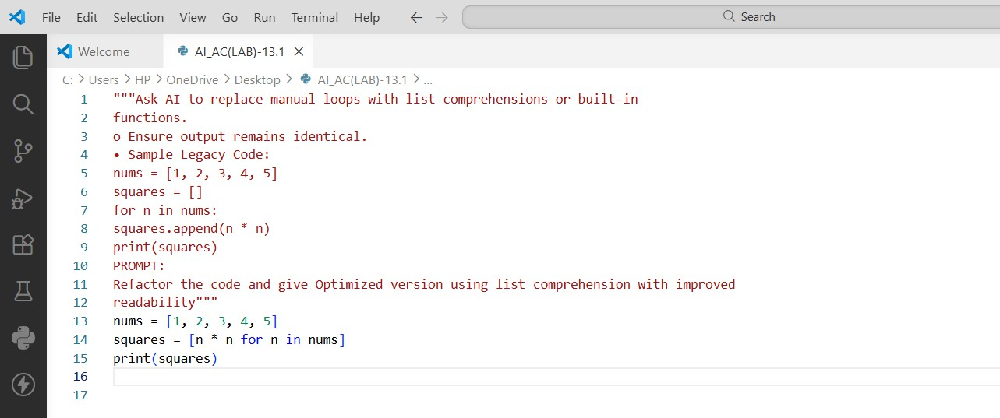 File Edit Selection View Go Run Terminal Help ← → Search
Welcome AI_AC(LAB)-13.1 ×
C: > Users > HP > OneDrive > Desktop > AI_AC(LAB)-13.1 > ...
1 """Ask AI to replace manual loops with list comprehensions or built-in
2 functions.
3 o Ensure output remains identical.
4 • Sample Legacy Code:
5 nums = [1, 2, 3, 4, 5]
6 squares = []
7 for n in nums:
8 squares.append(n * n)
9 print(squares)
10 PROMPT:
11 Refactor the code and give Optimized version using list comprehension with improved
12 readability"""
13 nums = [1, 2, 3, 4, 5]
14 squares = [n * n for n in nums]
15 print(squares)
16
17